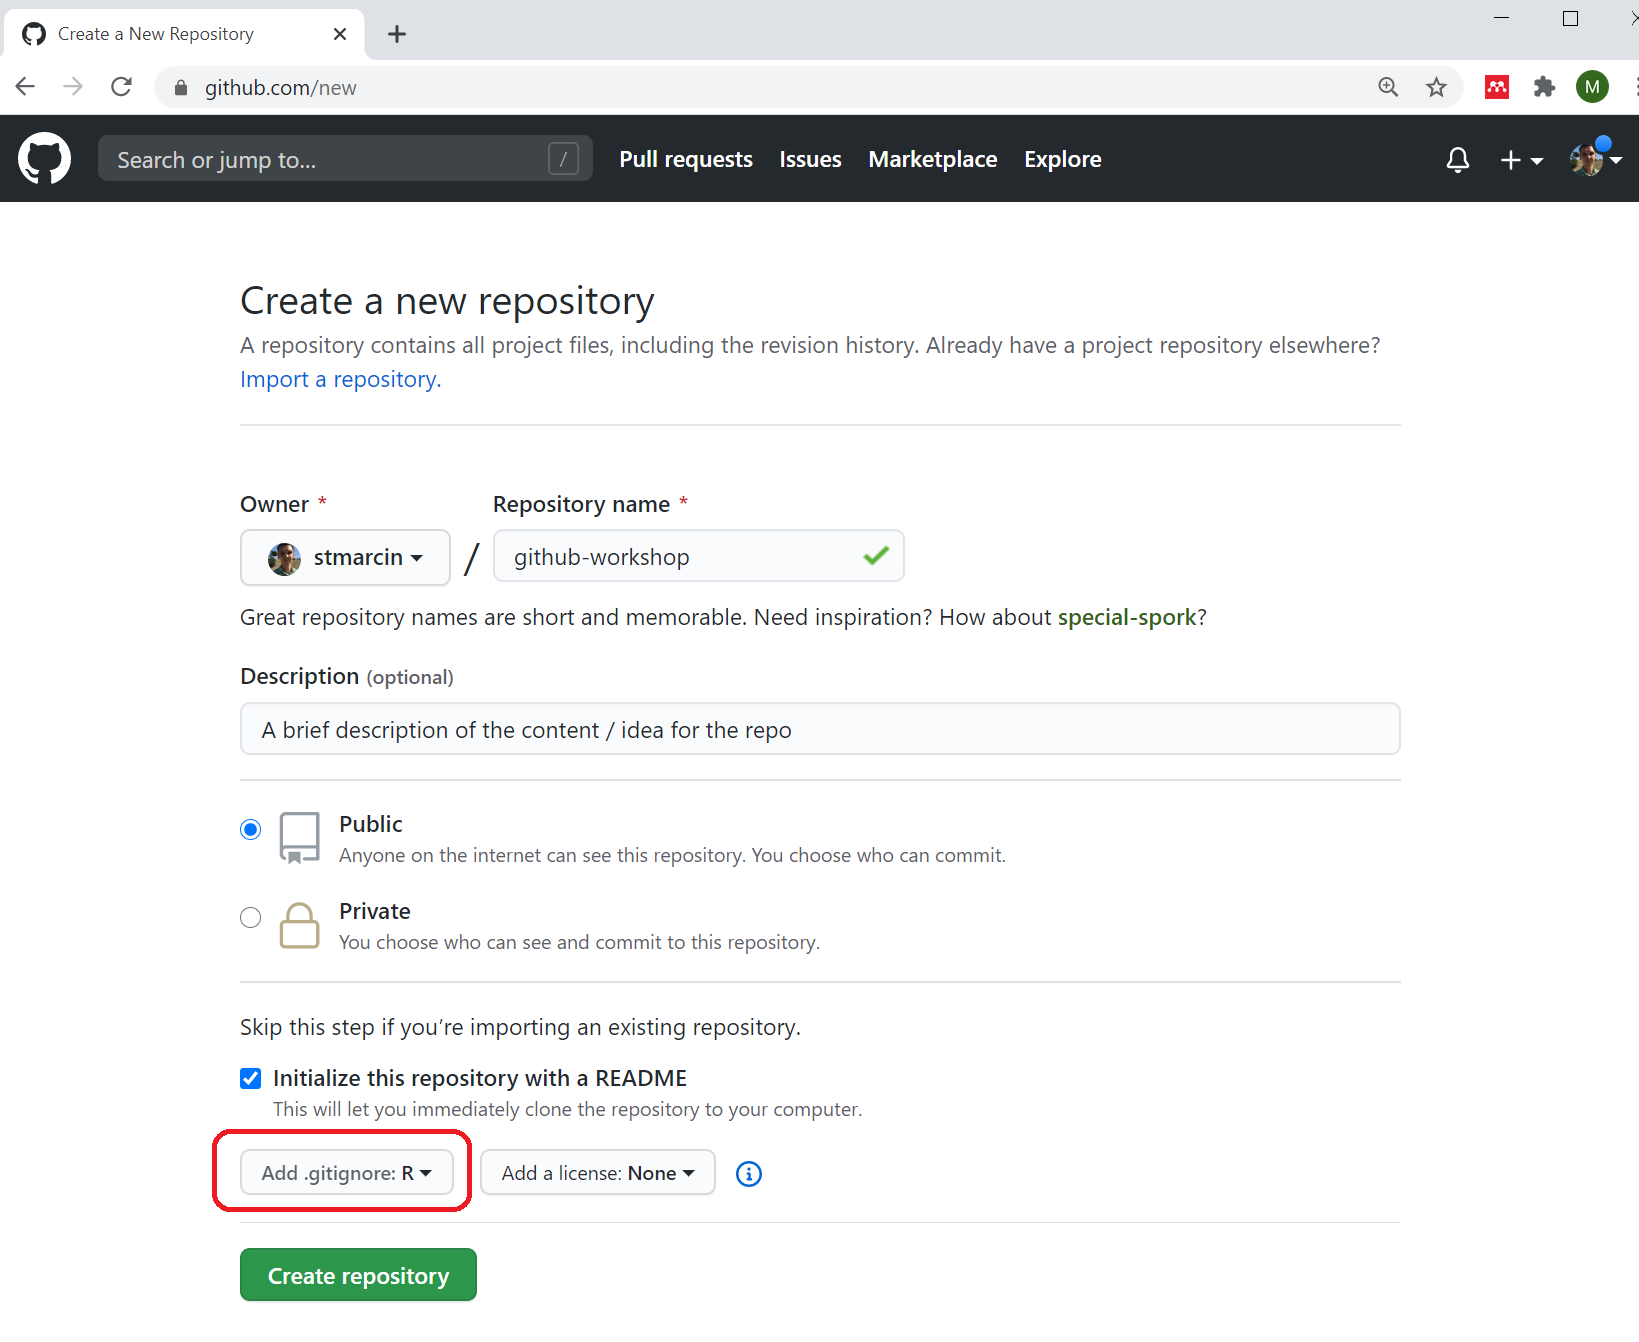 Create a New Repository
github.com/new
M
Search or jump to... /
Pull requests Issues Marketplace Explore
Create a new repository
A repository contains all project files, including the revision history. Already have a project repository elsewhere?
Import a repository.
Owner * Repository name *
stmarcin / github-workshop
Great repository names are short and memorable. Need inspiration? How about special-spork?
Description (optional)
A brief description of the content / idea for the repo
Public
Anyone on the internet can see this repository. You choose who can commit.
Private
You choose who can see and commit to this repository.
Skip this step if you’re importing an existing repository.
Initialize this repository with a README
This will let you immediately clone the repository to your computer.
Add .gitignore: R Add a license: None
Create repository